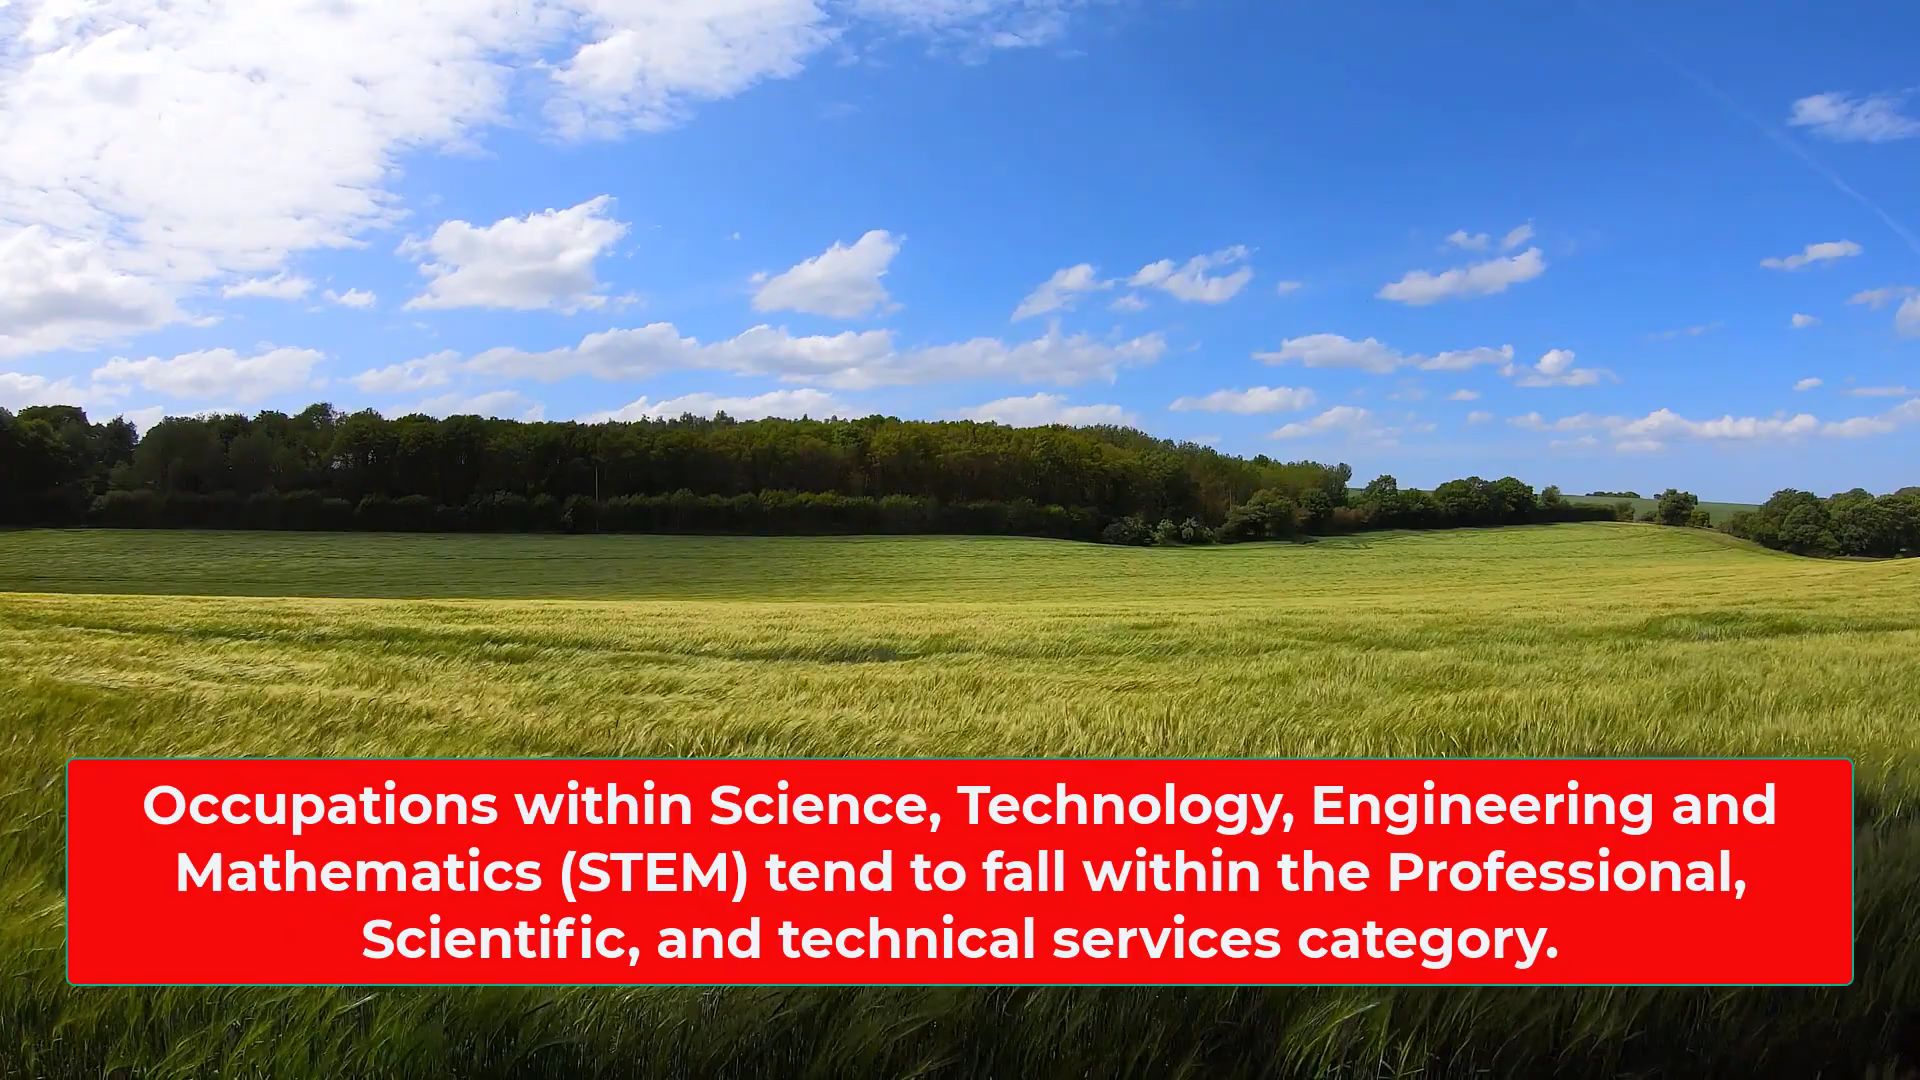 Occupations within Science, Technology, Engineering and
Mathematics (STEM) tend to fall within the Professional,
Scientific, and technical services category.